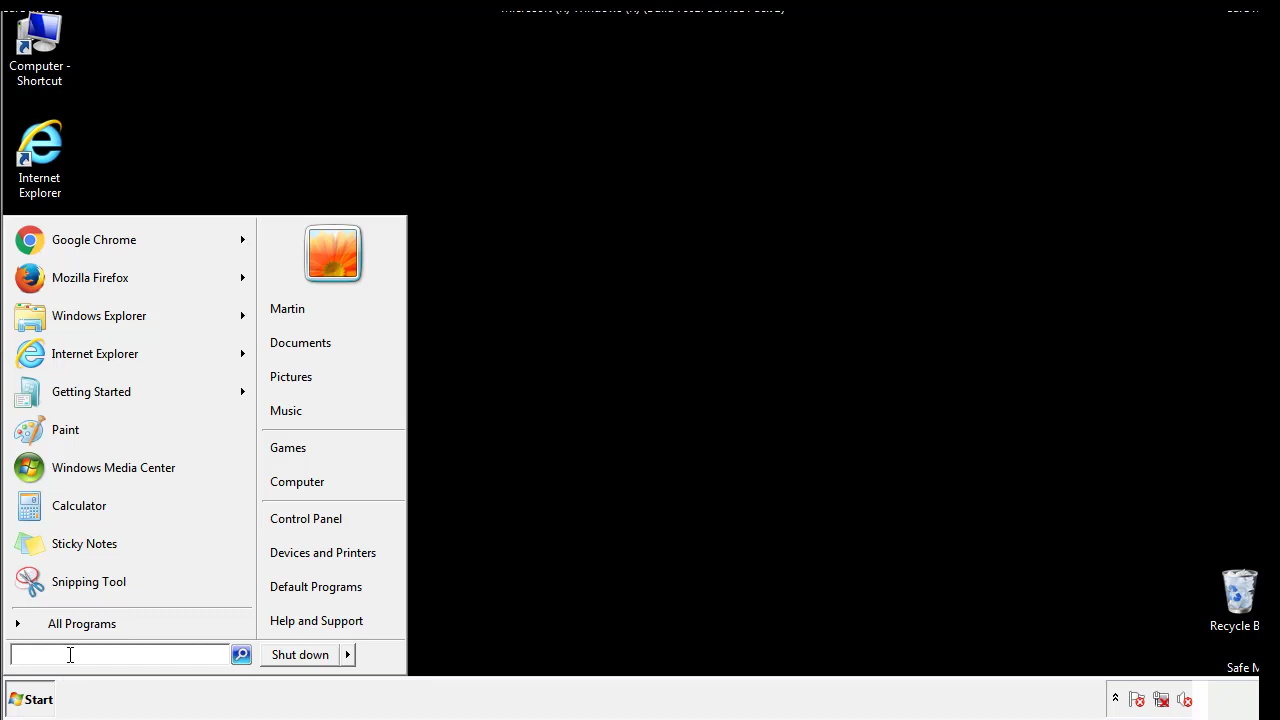 Computer -
Shortcut
Internet
Explorer
Google Chrome
Mozilla Firefox
Windows Explorer
Internet Explorer
Getting Started
Paint
Windows Media Center
Calculator
Sticky Notes
Snipping Tool
All Programs
Martin
Documents
Pictures
Music
Games
Computer
Control Panel
Devices and Printers
Default Programs
Help and Support
Shut down
Recycle B
Safe M
Start